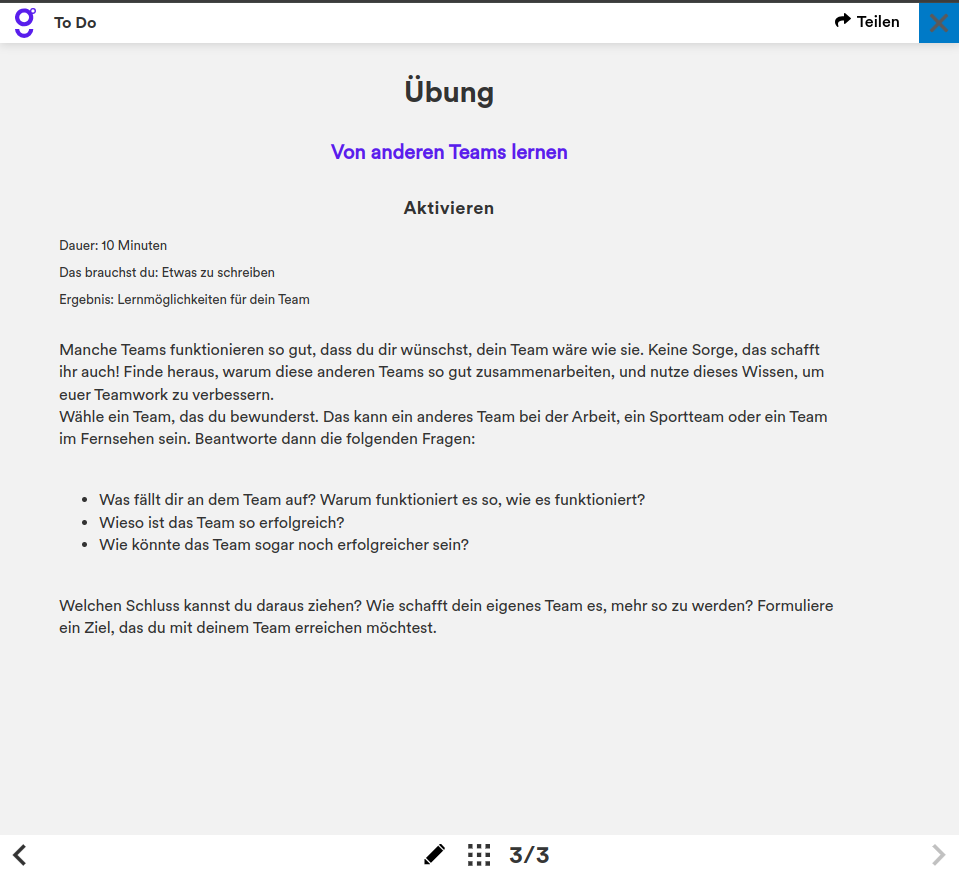 To Do
Teilen
Übung
Von anderen Teams lernen
Aktivieren
Dauer: 10 Minuten
Das brauchst du: Etwas zu schreiben
Ergebnis: Lernmöglichkeiten für dein Team
Manche Teams funktionieren so gut, dass du dir wünschst, dein Team wäre wie sie. Keine Sorge, das schafft
ihr auch! Finde heraus, warum diese anderen Teams so gut zusammenarbeiten, und nutze dieses Wissen, um
euer Teamwork zu verbessern.
Wähle ein Team, das du bewunderst. Das kann ein anderes Team bei der Arbeit, ein Sportteam oder ein Team
im Fernsehen sein. Beantworte dann die folgenden Fragen:
• Was fällt dir an dem Team auf? Warum funktioniert es so, wie es funktioniert?
• Wieso ist das Team so erfolgreich?
• Wie könnte das Team sogar noch erfolgreicher sein?
Welchen Schluss kannst du daraus ziehen? Wie schafft dein eigenes Team es, mehr so zu werden? Formuliere
ein Ziel, das du mit deinem Team erreichen möchtest.
3/3